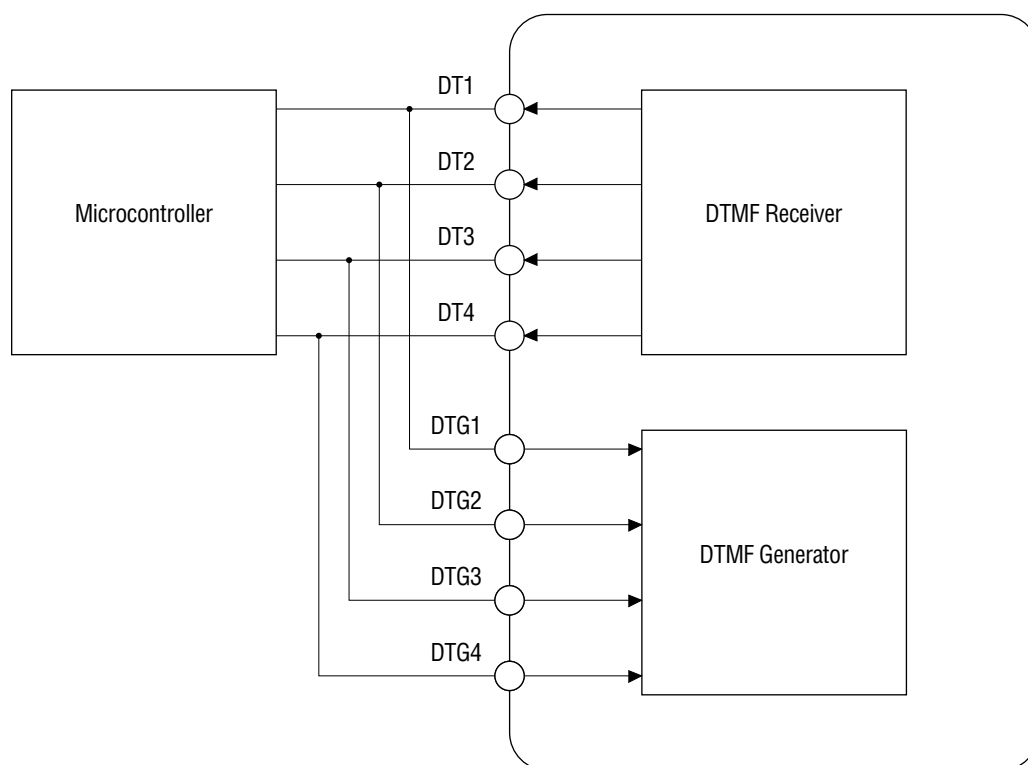 DT1
DT2
Microcontroller
DTMF Receiver
DT3
DT4
DTG1
DTG2
DTMF Generator
DTG3
DTG4